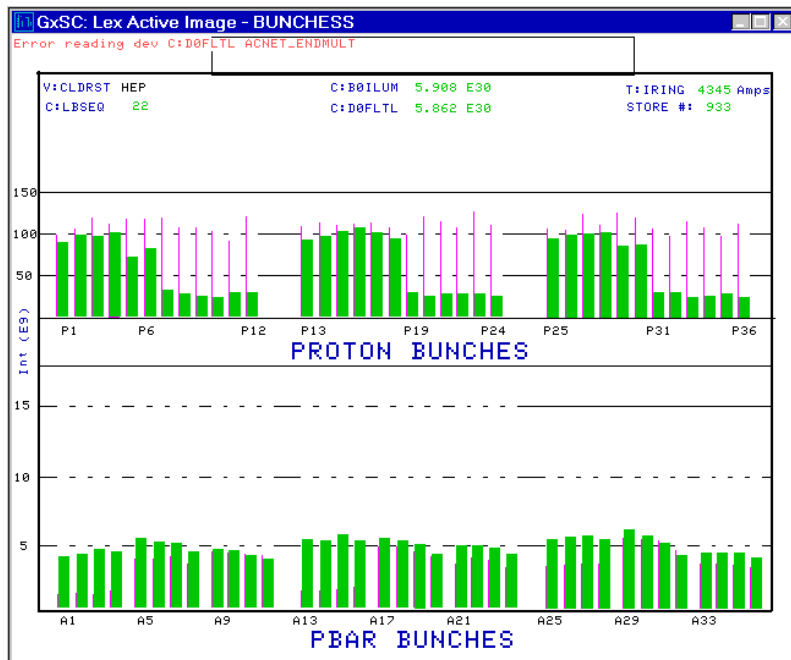 GxSC: Lex Active Image - BUNCHESS
Error reading dev C:D0FLTL ACNET_ENDMULT
V:CLDRST HEP C:B0ILUM 5.908 E30 T:IRING 4345 Amps
C:LBSEQ 22 C:D0FLTL 5.862 E30 STORE #: 933
150
100
50
P1 P6 P12 P13 P19 P24 P25 P31 P36
Int (E9)
PROTON BUNCHES
15
10
5
A1 A5 A9 A13 A17 A21 A25 A29 A33
PBAR BUNCHES